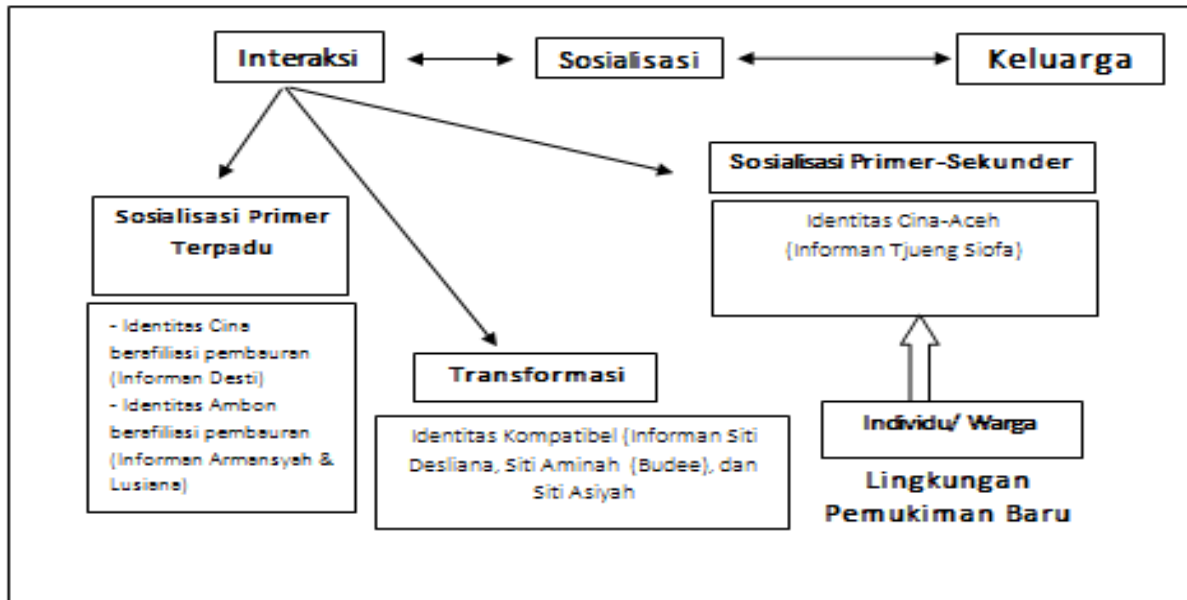 Interaksi
Sosialisasi
Keluarga
Sosialisasi Primer-Sekunder
Identitas Cina-Aceh
(Informan Tjueng Siofa)
Sosialisasi Primer
Terpadu
- Identitas Cina
berafiliasi pembauran
(Informan Desti)
- Identitas Ambon
berafiliasi pembauran
(Informan Armansyah &
Lusiana)
Transformasi
Identitas Kompatibel (Informan Siti
Desliana, Siti Aminah (Budee), dan
Siti Asiyah
Individu/ Warga
Lingkungan
Pemukiman Baru